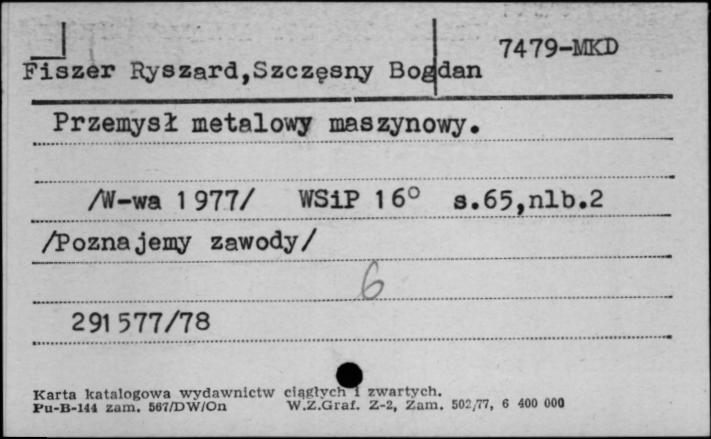 7479-MKD
Fiszer Ryszard,Szczęsny Bogdan
Przemysł metalowy maszynowy.
/W-wa 1977/ WSiP 16° s.65,nlb.2
/Poznajemy zawody/
6
291577/78
Karta katalogowa wydawnictw ciągłych i zwartych.
Pu-B-144 zam. 567/DW/On W.Z.Graf. Z-2, Zam. 502/77, 6 400 000